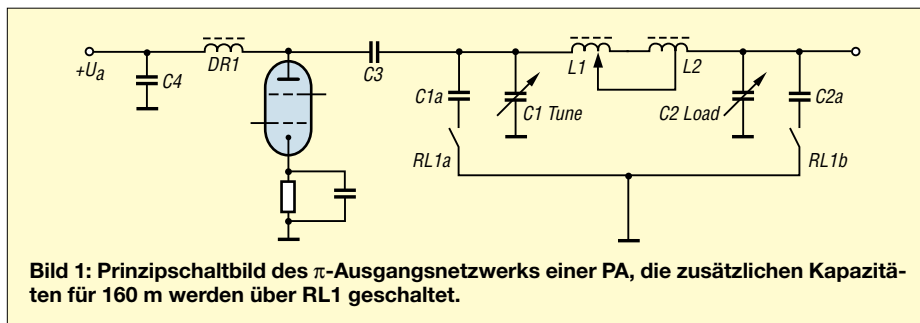 +Ua
C4
DR1
C3
C1a
C1 Tune
L1
L2
C2 Load
C2a
RL1a
RL1b
Bild 1: Prinzipschaltbild des π-Ausgangsnetzwerks einer PA, die zusätzlichen Kapazitä-
ten für 160 m werden über RL1 geschaltet.